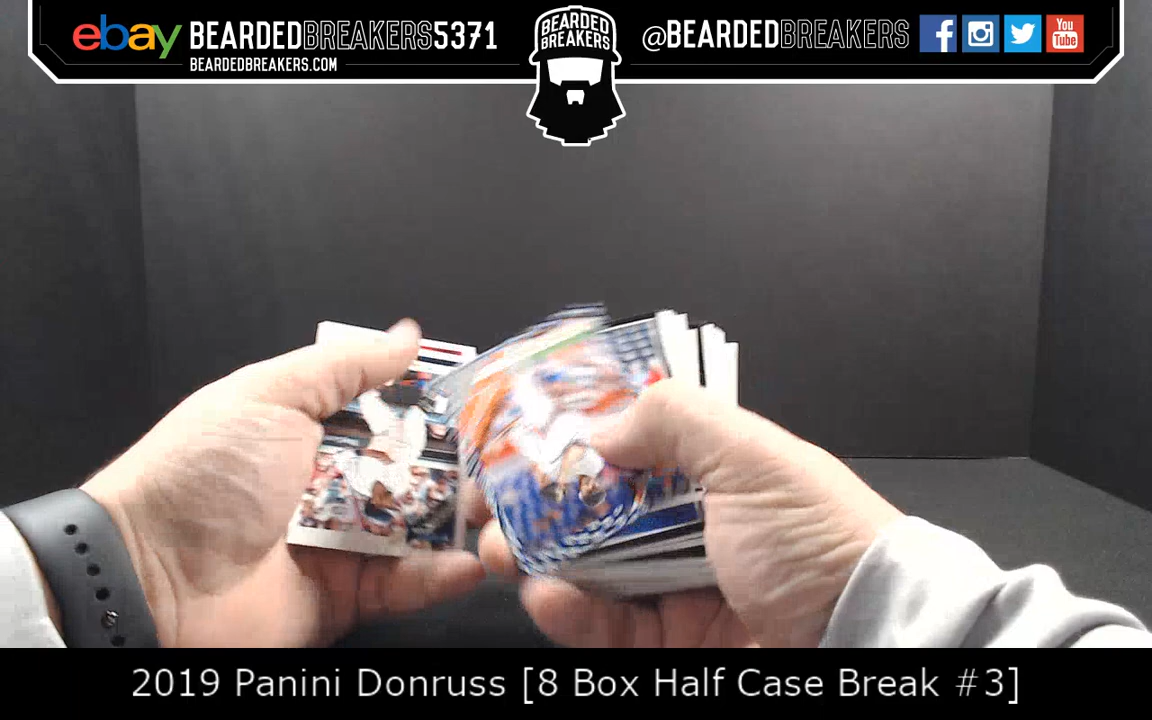 ebay BEARDEDBREAKERS5371
BEARDEDBREAKERS.COM
BEARDED
BREAKERS
@BEARDEDBREAKERS
You
Tube
2019 Panini Donruss [8 Box Half Case Break #3]